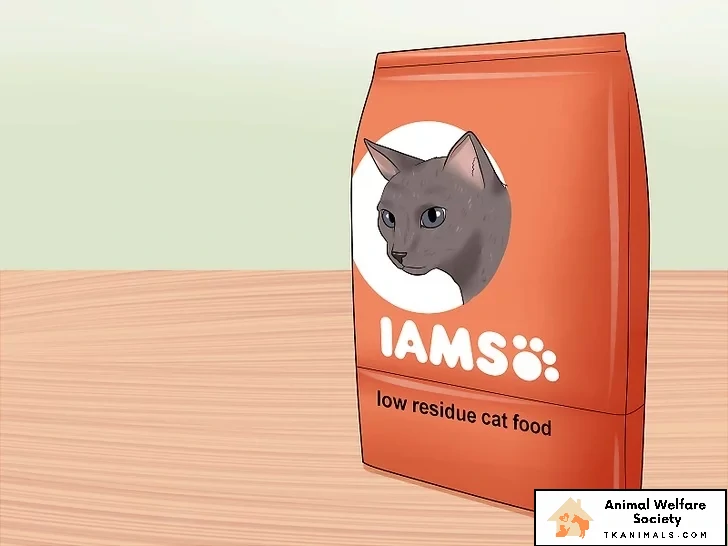 IAMS
low residue cat food
Animal Welfare
Society
TKANIMALS.COM